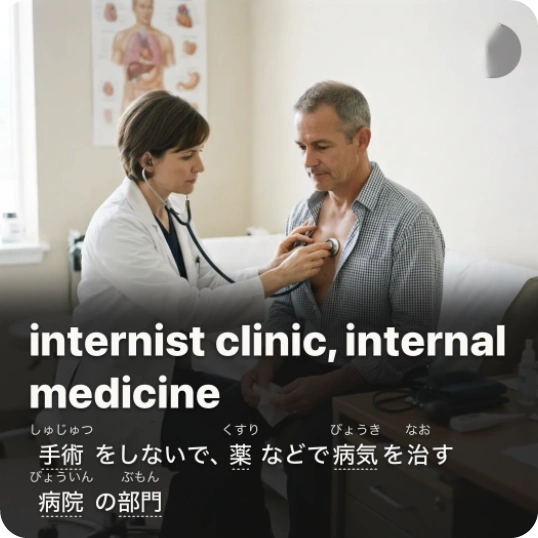 internist clinic, internal
medicine
しゅじゅつ くすり びょうき なお
手術をしないで、薬などで病気を治す
びょういん ぶもん
病院の部門